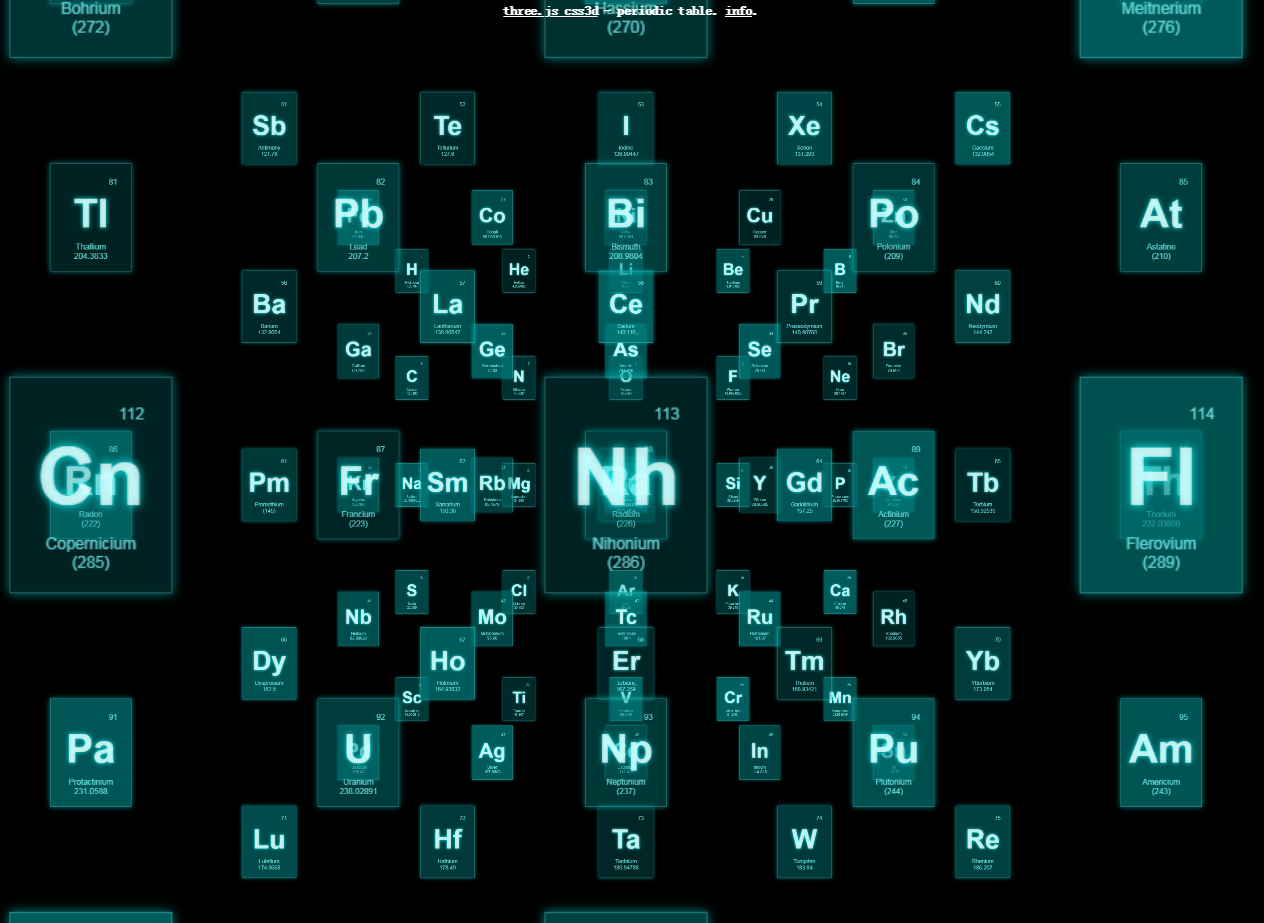 Bohrium
(272)
three.js css3d - periodic table. info.
Hassium
(270)
Meitnerium
(276)
51
Sb
Antimony
121.76
52
Te
Tellurium
127.6
53
I
Iodine
126.90447
54
Xe
Xenon
131.293
55
Cs
Caesium
132.9054
81
Tl
Thallium
204.3833
82
Pb
Lead
207.2
Co
Cobalt
83
Bi
Bismuth
208.9804
Cu
Copper
84
Po
Polonium
(209)
85
At
Astatine
(210)
H
He
Li
Be
B
56
Ba
Barium
132.9054
57
La
Lanthanum
138.90547
58
Ce
Cerium
140.116
59
Pr
Praseodymium
140.90765
60
Nd
Neodymium
144.242
Ga
Ge
As
Se
Br
C
N
O
F
Ne
112
Cn
Copernicium
(285)
86
Rn
Radon
(222)
61
Pm
Promethium
(145)
87
Fr
Francium
(223)
Na
62
Sm
Samarium
150.36
Rb
Mg
113
Nh
Nihonium
(286)
Radium
(226)
Si
Y
64
Gd
Gadolinium
157.25
P
89
Ac
Actinium
(227)
65
Tb
Terbium
158.92535
114
Fl
Flerovium
(289)
Th
Thorium
232.03806
S
Cl
Ar
K
Ca
Nb
Mo
Tc
Ru
Rh
66
Dy
Dysprosium
162.5
67
Ho
Holmium
164.93032
68
Er
Erbium
167.259
69
Tm
Thulium
168.93421
70
Yb
Ytterbium
173.054
Sc
Ti
V
Cr
Mn
91
Pa
Protactinium
231.0588
92
U
Uranium
238.02891
Ag
Silver
93
Np
Neptunium
(237)
In
Indium
94
Pu
Plutonium
(244)
95
Am
Americium
(243)
71
Lu
Lutetium
174.9668
72
Hf
Hafnium
178.49
73
Ta
Tantalum
180.94788
74
W
Tungsten
183.84
75
Re
Rhenium
186.207